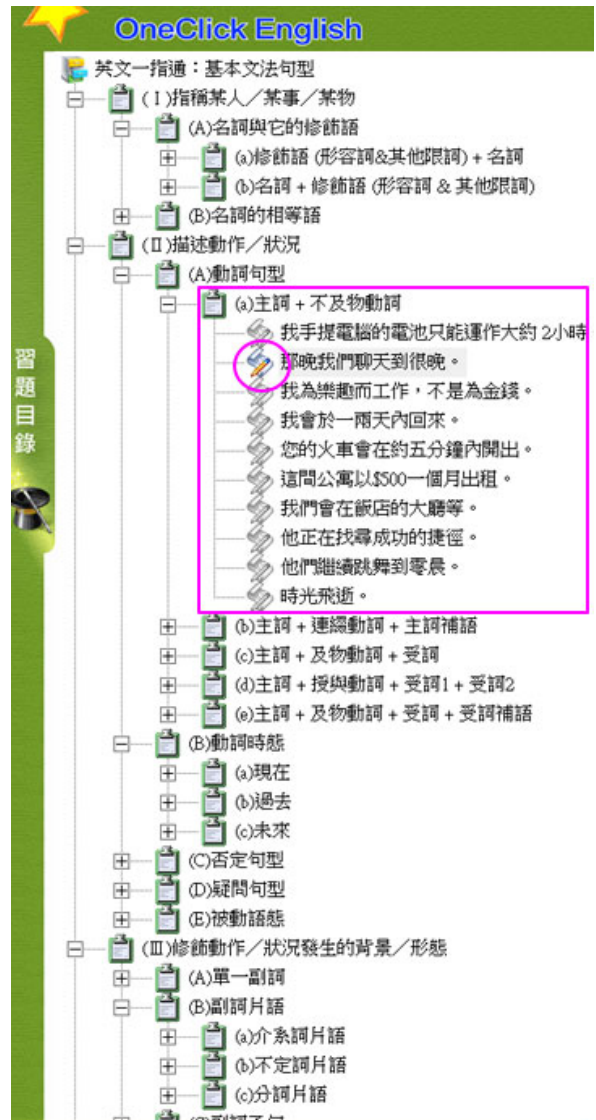 OneClick English
英文一指通：基本文法句型
(I)指稱某人／某事／某物
(A)名詞與它的修飾語
(a)修飾語 (形容詞&其他限詞) + 名詞
(b)名詞 + 修飾語 (形容詞 & 其他限詞)
(B)名詞的相等語
(II)描述動作／狀況
(A)動詞句型
(a)主詞 + 不及物動詞
我手提電腦的電池只能運作大約 2小時
那晚我們聊天到很晚。
我為樂趣而工作，不是為金錢。
我會於一兩天內回來。
您的火車會在約五分鐘內開出。
這間公寓以$500一個月出租。
我們會在飯店的大廳等。
他正在找尋成功的捷徑。
他們繼續跳舞到零晨。
時光飛逝。
(b)主詞 + 連綴動詞 + 主詞補語
(c)主詞 + 及物動詞 + 受詞
(d)主詞 + 授與動詞 + 受詞1 + 受詞2
(e)主詞 + 及物動詞 + 受詞 + 受詞補語
(B)動詞時態
(a)現在
(b)過去
(c)未來
(C)否定句型
(D)疑問句型
(E)被動語態
(III)修飾動作／狀況發生的背景／形態
(A)單一副詞
(B)副詞片語
(a)介系詞片語
(b)不定詞片語
(c)分詞片語
習題目錄